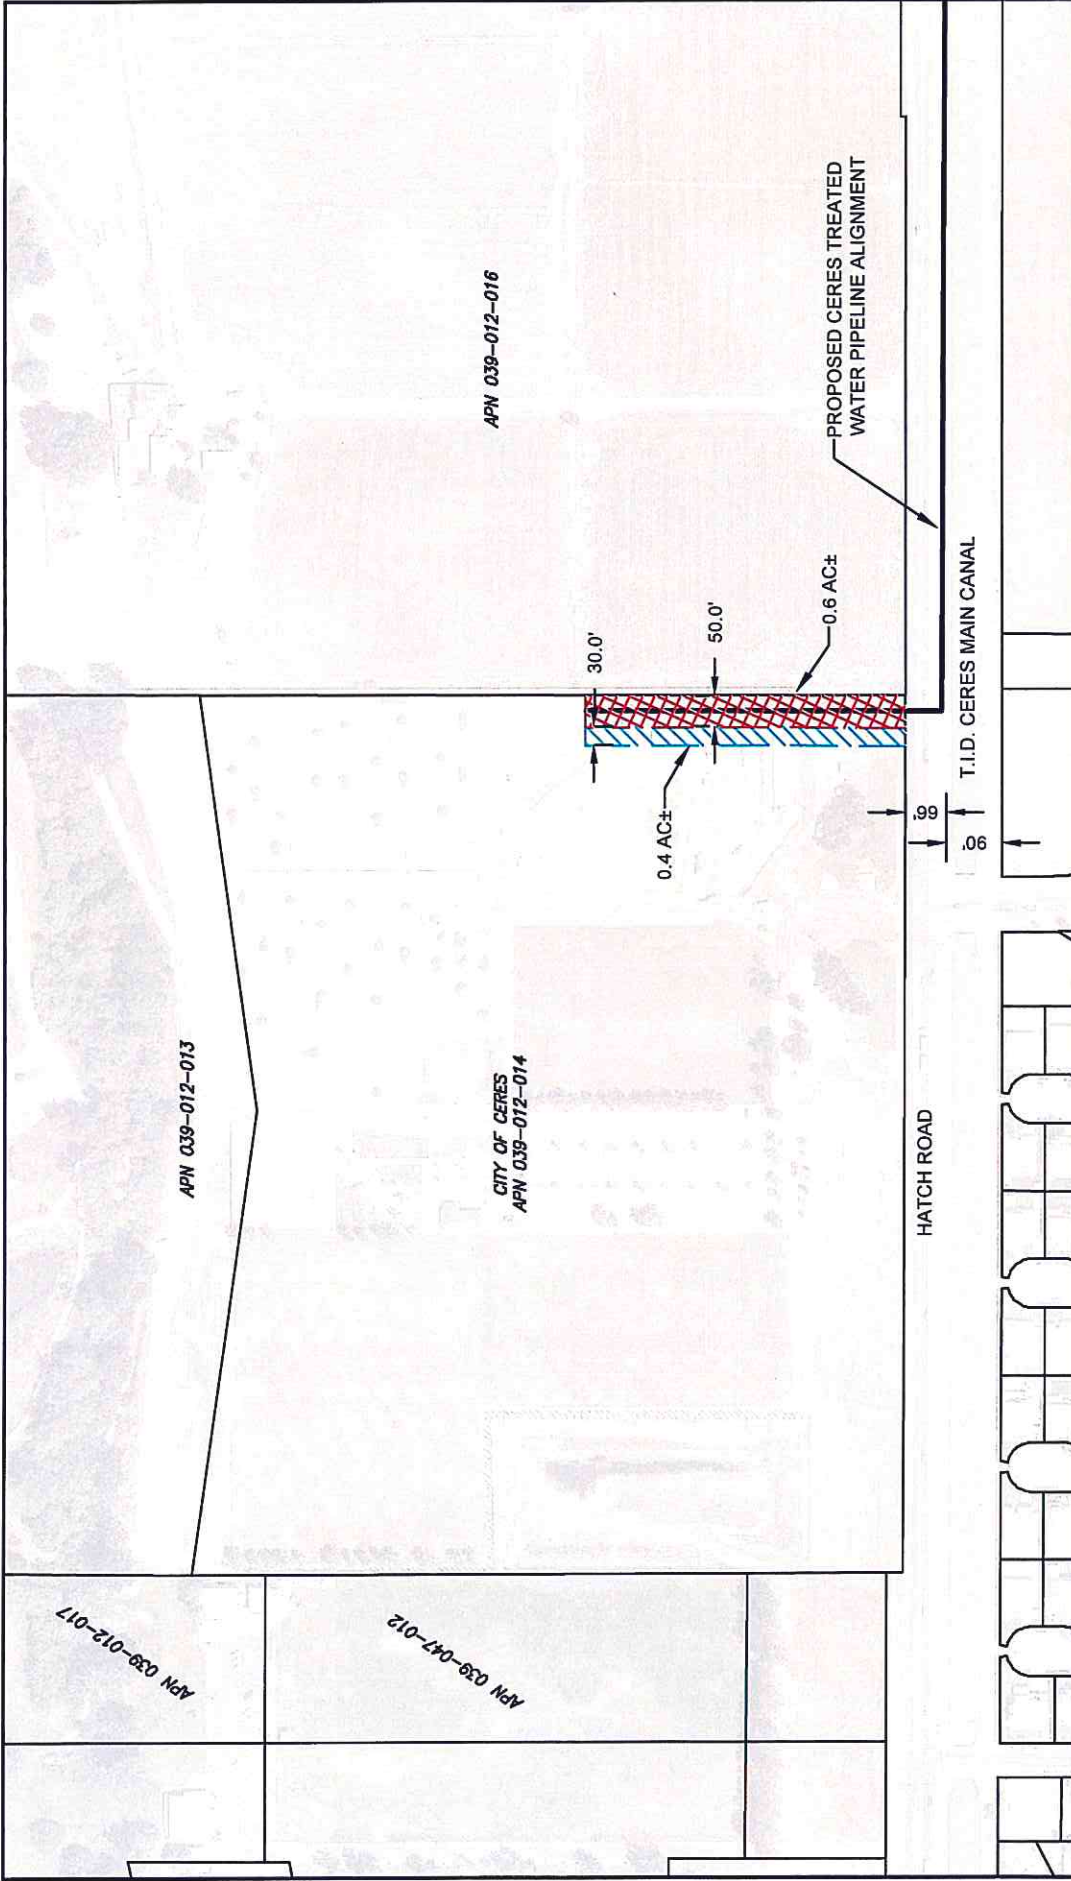 APN 039-012-017
APN 039-047-012
APN 039-012-013
CITY OF CERES
APN 039-012-014
APN 039-012-016
30.0'
50.0'
0.4 AC±
0.6 AC±
PROPOSED CERES TREATED
WATER PIPELINE ALIGNMENT
HATCH ROAD
66'
90'
T.I.D. CERES MAIN CANAL